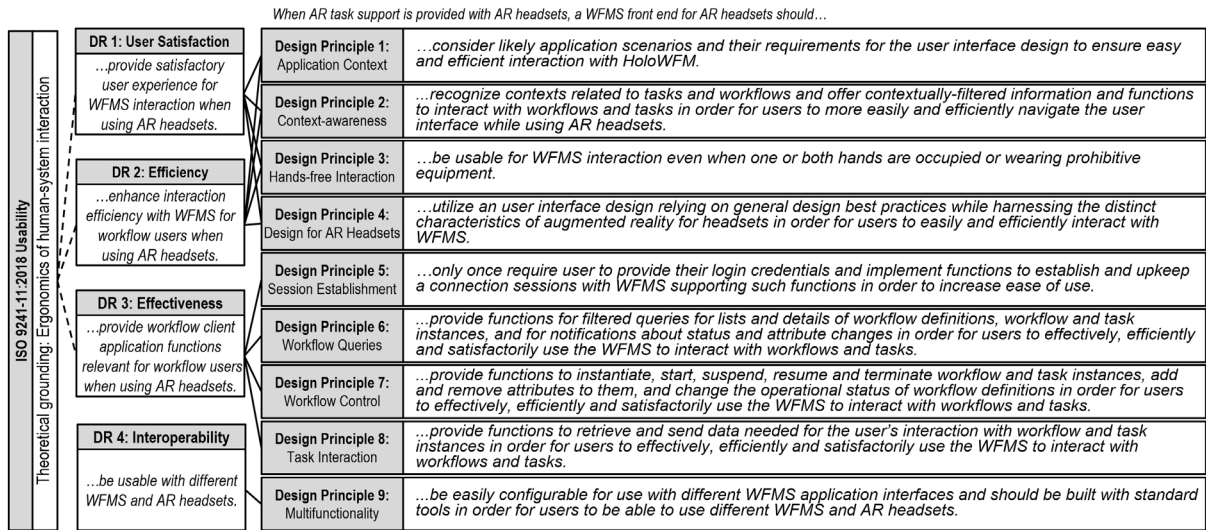 When AR task support is provided with AR headsets, a WFMS front end for AR headsets should…
ISO 9241-11:2018 Usability
Theoretical grounding: Ergonomics of human-system interaction
DR 1: User Satisfaction
…provide satisfactory
user experience for
WFMS interaction when
using AR headsets.
DR 2: Efficiency
…enhance interaction
efficiency with WFMS for
workflow users when
using AR headsets.
DR 3: Effectiveness
…provide workflow client
application functions
relevant for workflow users
when using AR headsets.
DR 4: Interoperability
…be usable with different
WFMS and AR headsets.
Design Principle 1:
Application Context
…consider likely application scenarios and their requirements for the user interface design to ensure easy
and efficient interaction with HoloWFM.
Design Principle 2:
Context-awareness
…recognize contexts related to tasks and workflows and offer contextually-filtered information and functions
to interact with workflows and tasks in order for users to more easily and efficiently navigate the user
interface while using AR headsets.
Design Principle 3:
Hands-free Interaction
…be usable for WFMS interaction even when one or both hands are occupied or wearing prohibitive
equipment.
Design Principle 4:
Design for AR Headsets
…utilize an user interface design relying on general design best practices while harnessing the distinct
characteristics of augmented reality for headsets in order for users to easily and efficiently interact with
WFMS.
Design Principle 5:
Session Establishment
…only once require user to provide their login credentials and implement functions to establish and upkeep
a connection sessions with WFMS supporting such functions in order to increase ease of use.
Design Principle 6:
Workflow Queries
…provide functions for filtered queries for lists and details of workflow definitions, workflow and task
instances, and for notifications about status and attribute changes in order for users to effectively, efficiently
and satisfactorily use the WFMS to interact with workflows and tasks.
Design Principle 7:
Workflow Control
…provide functions to instantiate, start, suspend, resume and terminate workflow and task instances, add
and remove attributes to them, and change the operational status of workflow definitions in order for users
to effectively, efficiently and satisfactorily use the WFMS to interact with workflows and tasks.
Design Principle 8:
Task Interaction
…provide functions to retrieve and send data needed for the user's interaction with workflow and task
instances in order for users to effectively, efficiently and satisfactorily use the WFMS to interact with
workflows and tasks.
Design Principle 9:
Multifunctionality
…be easily configurable for use with different WFMS application interfaces and should be built with standard
tools in order for users to be able to use different WFMS and AR headsets.